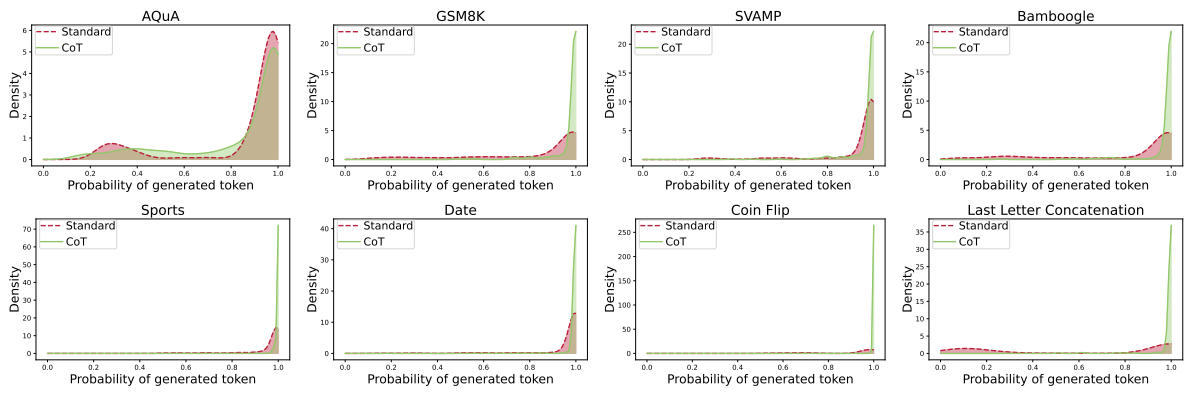 AQuA
GSM8K
SVAMP
Bamboogle
Standard
CoT
Standard
CoT
Standard
CoT
Standard
CoT
Density
6
5
4
3
2
1
0
Density
20
15
10
5
0
Density
20
15
10
5
0
Density
20
15
10
5
0
0.0 0.2 0.4 0.6 0.8 1.0
0.0 0.2 0.4 0.6 0.8 1.0
0.0 0.2 0.4 0.6 0.8 1.0
0.0 0.2 0.4 0.6 0.8 1.0
Probability of generated token
Probability of generated token
Probability of generated token
Probability of generated token
Sports
Date
Coin Flip
Last Letter Concatenation
Standard
CoT
Standard
CoT
Standard
CoT
Standard
CoT
Density
70
60
50
40
30
20
10
0
Density
40
30
20
10
0
Density
250
200
150
100
50
0
Density
35
30
25
20
15
10
5
0
0.0 0.2 0.4 0.6 0.8 1.0
0.0 0.2 0.4 0.6 0.8 1.0
0.0 0.2 0.4 0.6 0.8 1.0
0.0 0.2 0.4 0.6 0.8 1.0
Probability of generated token
Probability of generated token
Probability of generated token
Probability of generated token